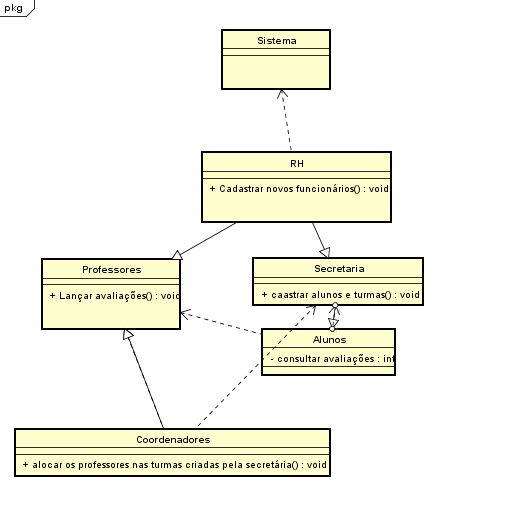 pkg
Sistema
RH
+ Cadastrar novos funcionários() : void
Professores
+ Lançar avaliações() : void
Secretaria
+ caastrar alunos e turmas() : void
Alunos
- consultar avaliações : int
Coordenadores
+ alocar os professores nas turmas criadas pela secretária() : void